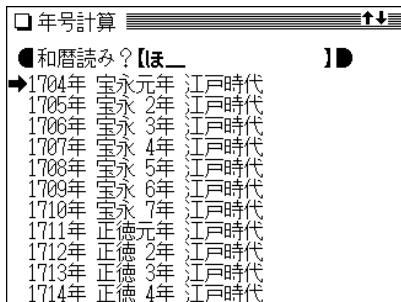 年号計算
和暦読み?【ほ__ 】
➡1704年 宝永元年 江戸時代
1705年 宝永 2年 江戸時代
1706年 宝永 3年 江戸時代
1707年 宝永 4年 江戸時代
1708年 宝永 5年 江戸時代
1709年 宝永 6年 江戸時代
1710年 宝永 7年 江戸時代
1711年 正徳元年 江戸時代
1712年 正徳 2年 江戸時代
1713年 正徳 3年 江戸時代
1714年 正徳 4年 江戸時代